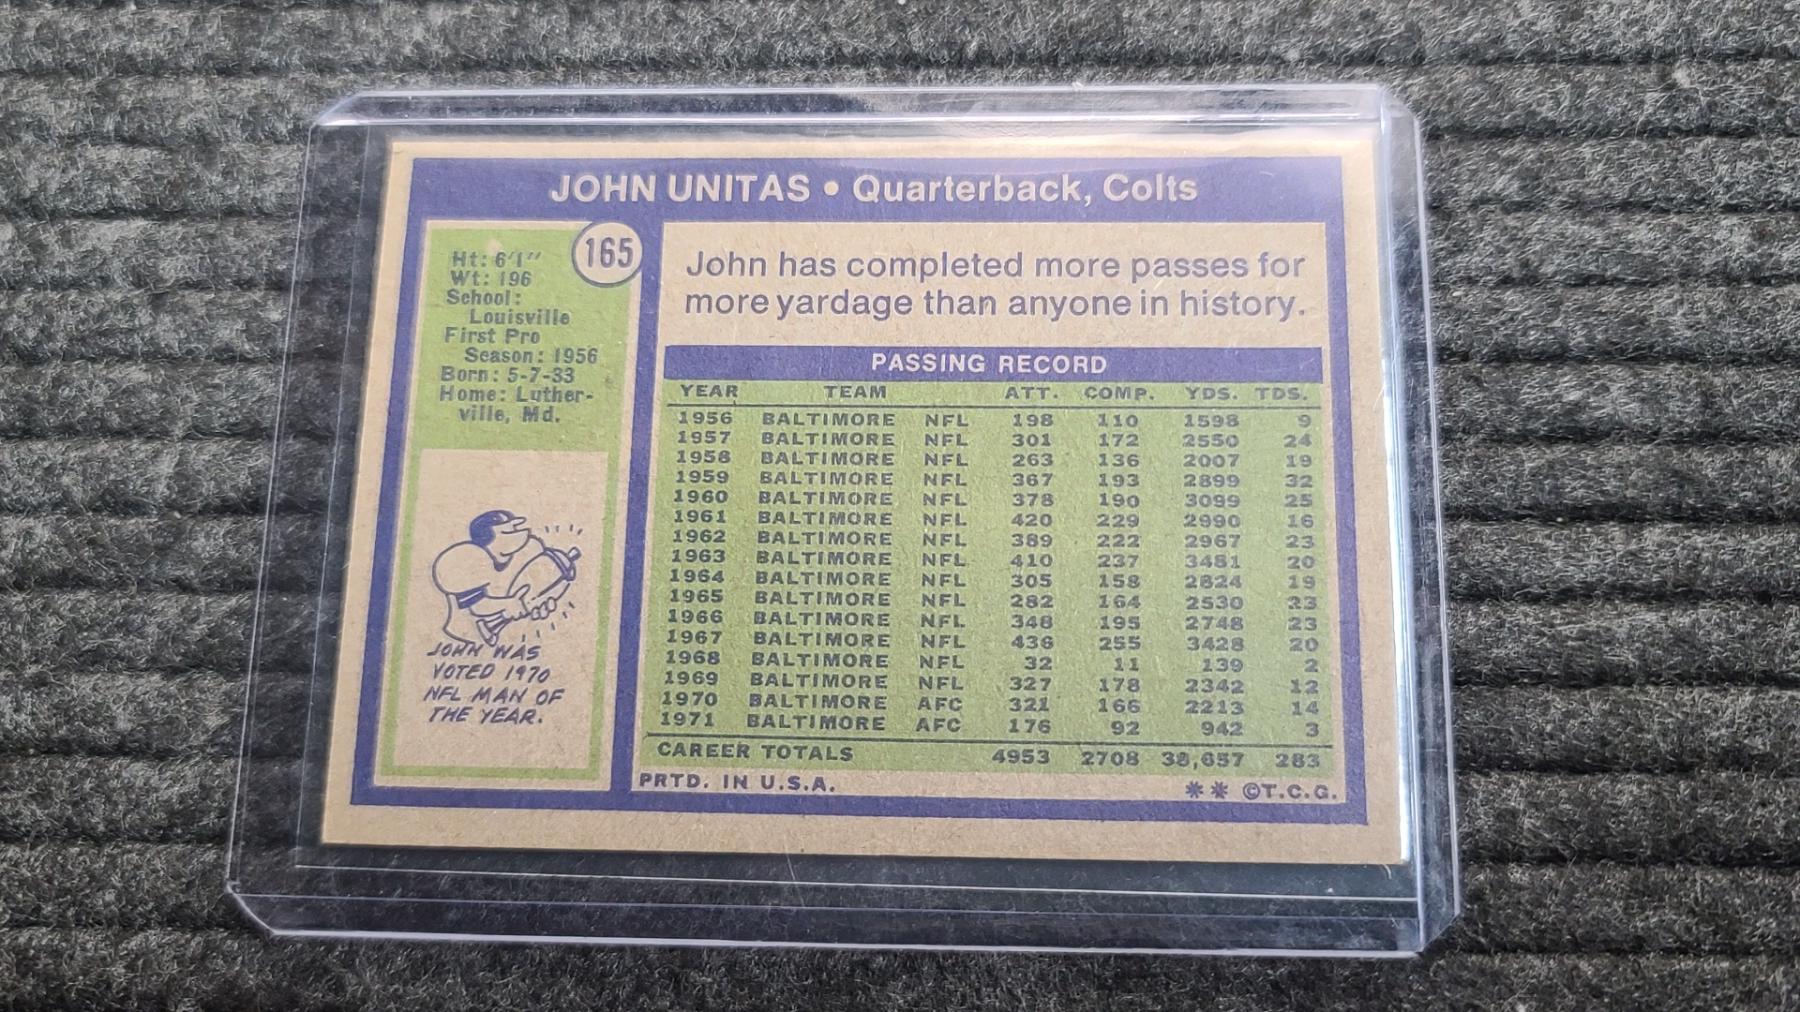 JOHN UNITAS • Quarterback, Colts
165
Ht: 6'1"
Wt: 196
School:
Louisville
First Pro
Season: 1956
Born: 5-7-33
Home: Luther-
ville, Md.
JOHN WAS
VOTED 1970
NFL MAN OF
THE YEAR.
John has completed more passes for
more yardage than anyone in history.
PASSING RECORD
YEAR TEAM ATT. COMP. YDS. TDS.
1956 BALTIMORE NFL 198 110 1598 9
1957 BALTIMORE NFL 301 172 2550 24
1958 BALTIMORE NFL 263 136 2007 19
1959 BALTIMORE NFL 367 193 2899 32
1960 BALTIMORE NFL 378 190 3099 25
1961 BALTIMORE NFL 420 229 2990 16
1962 BALTIMORE NFL 389 222 2967 23
1963 BALTIMORE NFL 410 237 3481 20
1964 BALTIMORE NFL 305 158 2824 19
1965 BALTIMORE NFL 282 164 2530 23
1966 BALTIMORE NFL 348 195 2748 23
1967 BALTIMORE NFL 436 255 3428 20
1968 BALTIMORE NFL 32 11 139 2
1969 BALTIMORE NFL 327 178 2342 12
1970 BALTIMORE AFC 321 166 2213 14
1971 BALTIMORE AFC 176 92 942 3
CAREER TOTALS 4953 2708 38,657 283
PRTD. IN U.S.A. ** ©T.C.G.